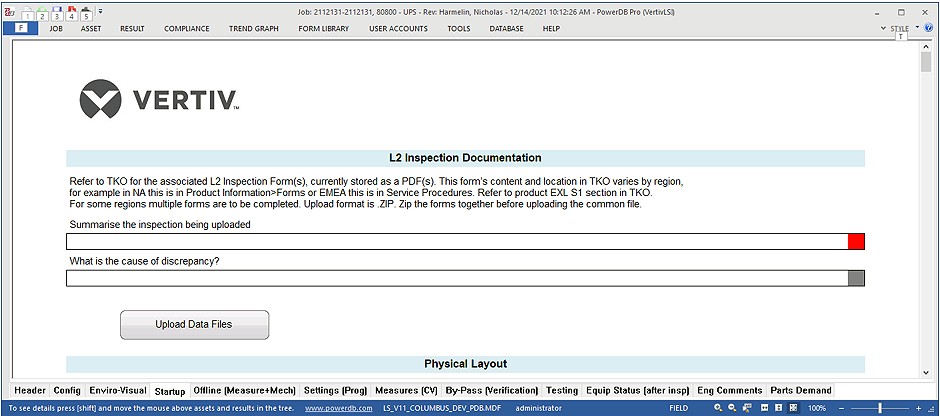 Job: 2112131-2112131, 80800 - UPS - Rev: Harmelin, Nicholas - 12/14/2021 10:12:26 AM - PowerDB Pro (VertivLSI)
1 2 3 4 5
F JOB ASSET RESULT COMPLIANCE TREND GRAPH FORM LIBRARY USER ACCOUNTS TOOLS DATABASE HELP STYLE
T
VERTIV™
L2 Inspection Documentation
Refer to TKO for the associated L2 Inspection Form(s), currently stored as a PDF(s). This form's content and location in TKO varies by region,
for example in NA this is in Product Information>Forms or EMEA this is in Service Procedures. Refer to product EXL S1 section in TKO.
For some regions multiple forms are to be completed. Upload format is .ZIP. Zip the forms together before uploading the common file.
Summarise the inspection being uploaded
What is the cause of discrepancy?
Upload Data Files
Physical Layout
Header Config Enviro-Visual Startup Offline (Measure+Mech) Settings (Prog) Measures (CV) By-Pass (Verification) Testing Equip Status (after insp) Eng Comments Parts Demand
To see details press [shift] and move the mouse above assets and results in the tree. www.powerdb.com LS_V11_COLUMBUS_DEV_PDB.MDF administrator FIELD 100%